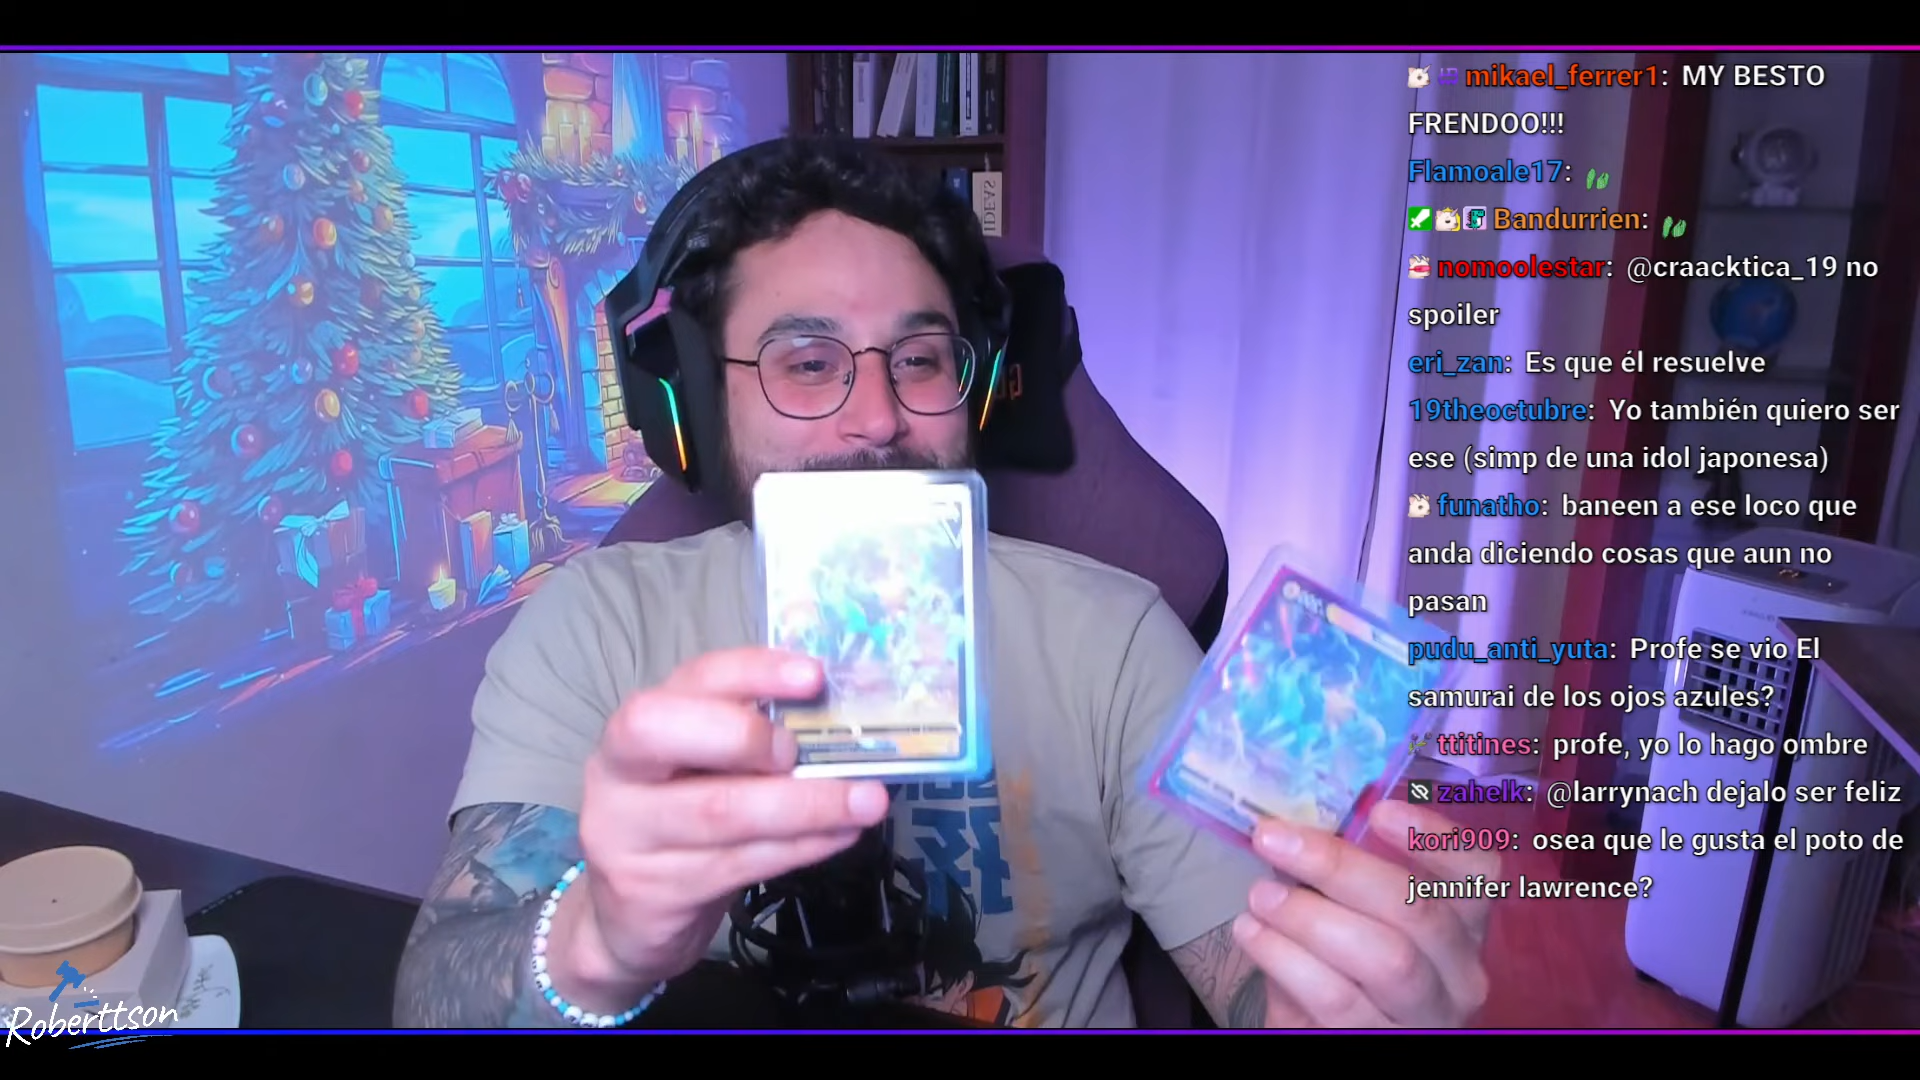 mikael_ferrer1: MY BESTO
FRENDOO!!!
Flamoale17:
Bandurrien:
nomoolestar: @craacktica_19 no
spoiler
eri_zan: Es que él resuelve
19theoctubre: Yo también quiero ser
ese (simp de una idol japonesa)
funatho: baneen a ese loco que
anda diciendo cosas que aun no
pasan
pudu_anti_yuta: Profe se vio El
samurai de los ojos azules?
ttitines: profe, yo lo hago ombre
zahelk: @larrynach dejalo ser feliz
kori909: osea que le gusta el poto de
jennifer lawrence?
IDEAS
Roberttson